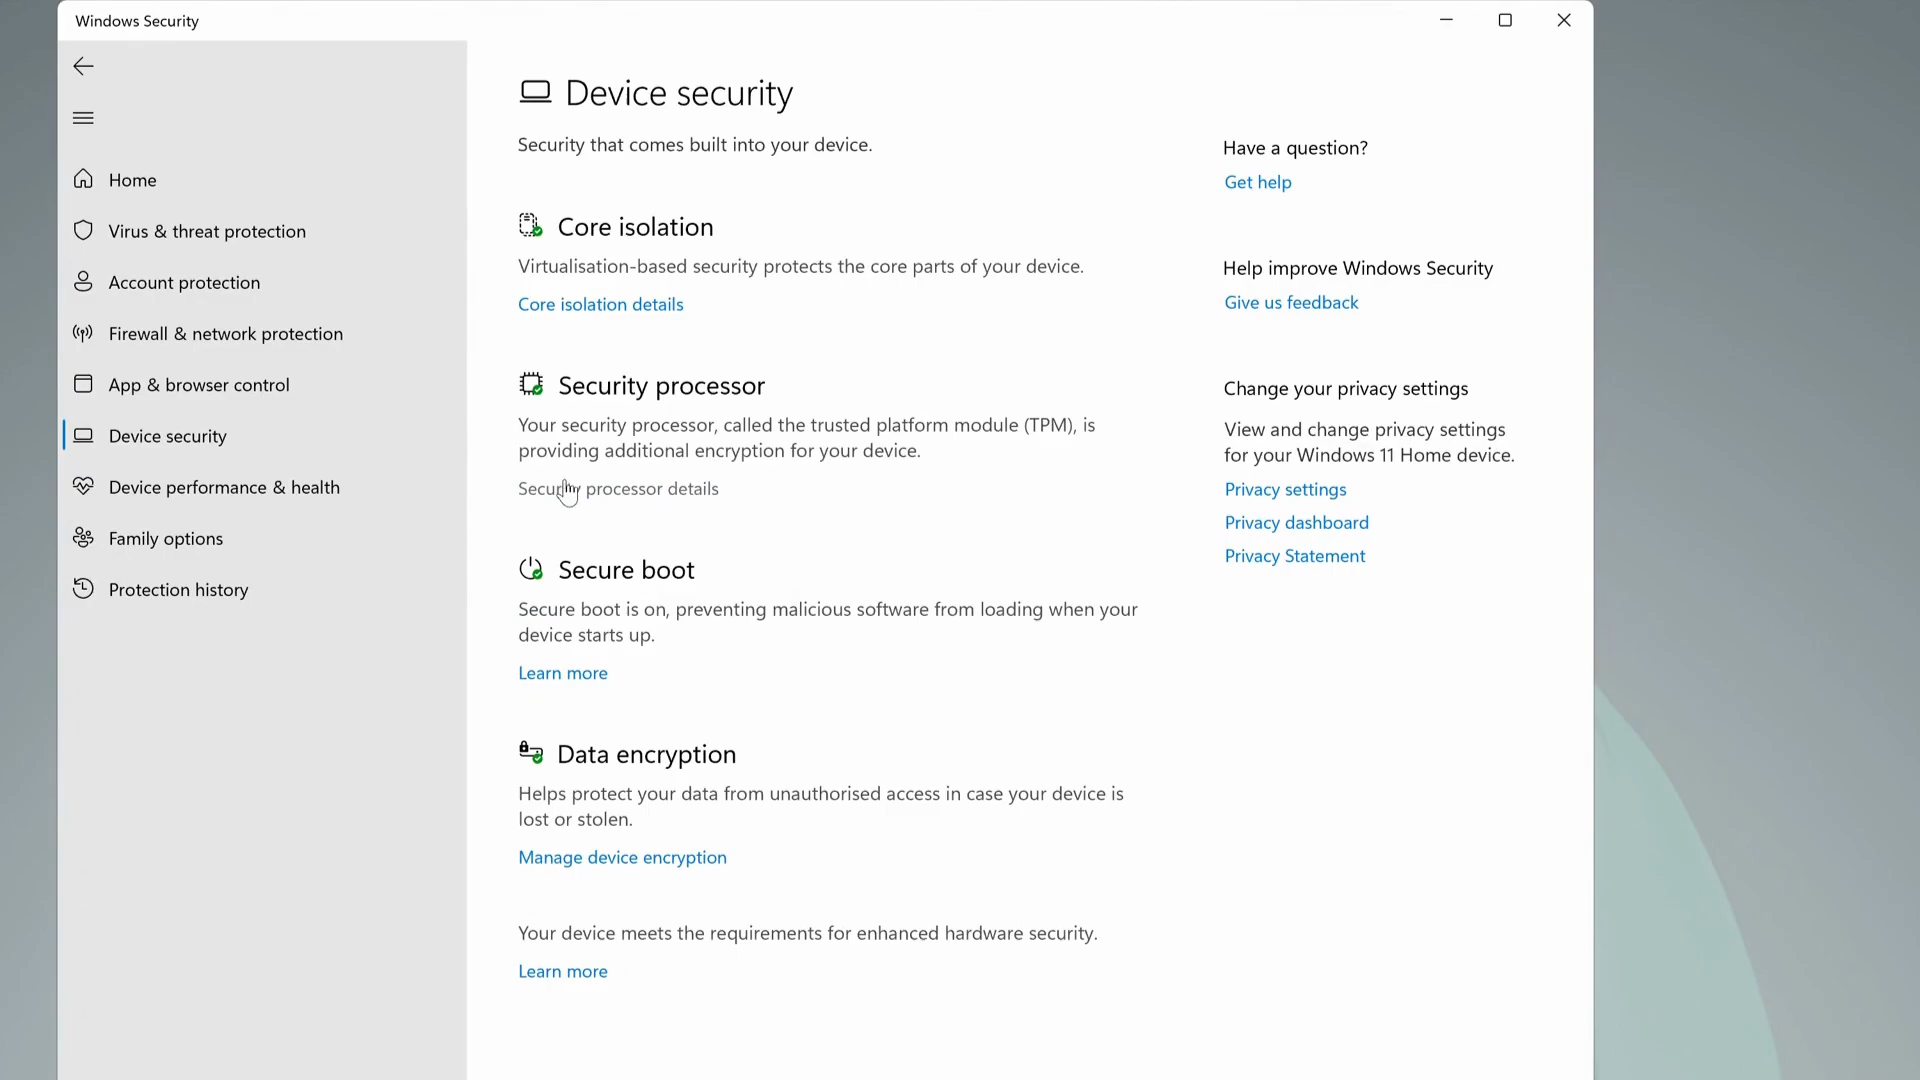 Windows Security
Home
Virus & threat protection
Account protection
Firewall & network protection
App & browser control
Device security
Device performance & health
Family options
Protection history
Device security
Security that comes built into your device.
Core isolation
Virtualisation-based security protects the core parts of your device.
Core isolation details
Security processor
Your security processor, called the trusted platform module (TPM), is
providing additional encryption for your device.
Security processor details
Secure boot
Secure boot is on, preventing malicious software from loading when your
device starts up.
Learn more
Data encryption
Helps protect your data from unauthorised access in case your device is
lost or stolen.
Manage device encryption
Your device meets the requirements for enhanced hardware security.
Learn more
Have a question?
Get help
Help improve Windows Security
Give us feedback
Change your privacy settings
View and change privacy settings
for your Windows 11 Home device.
Privacy settings
Privacy dashboard
Privacy Statement